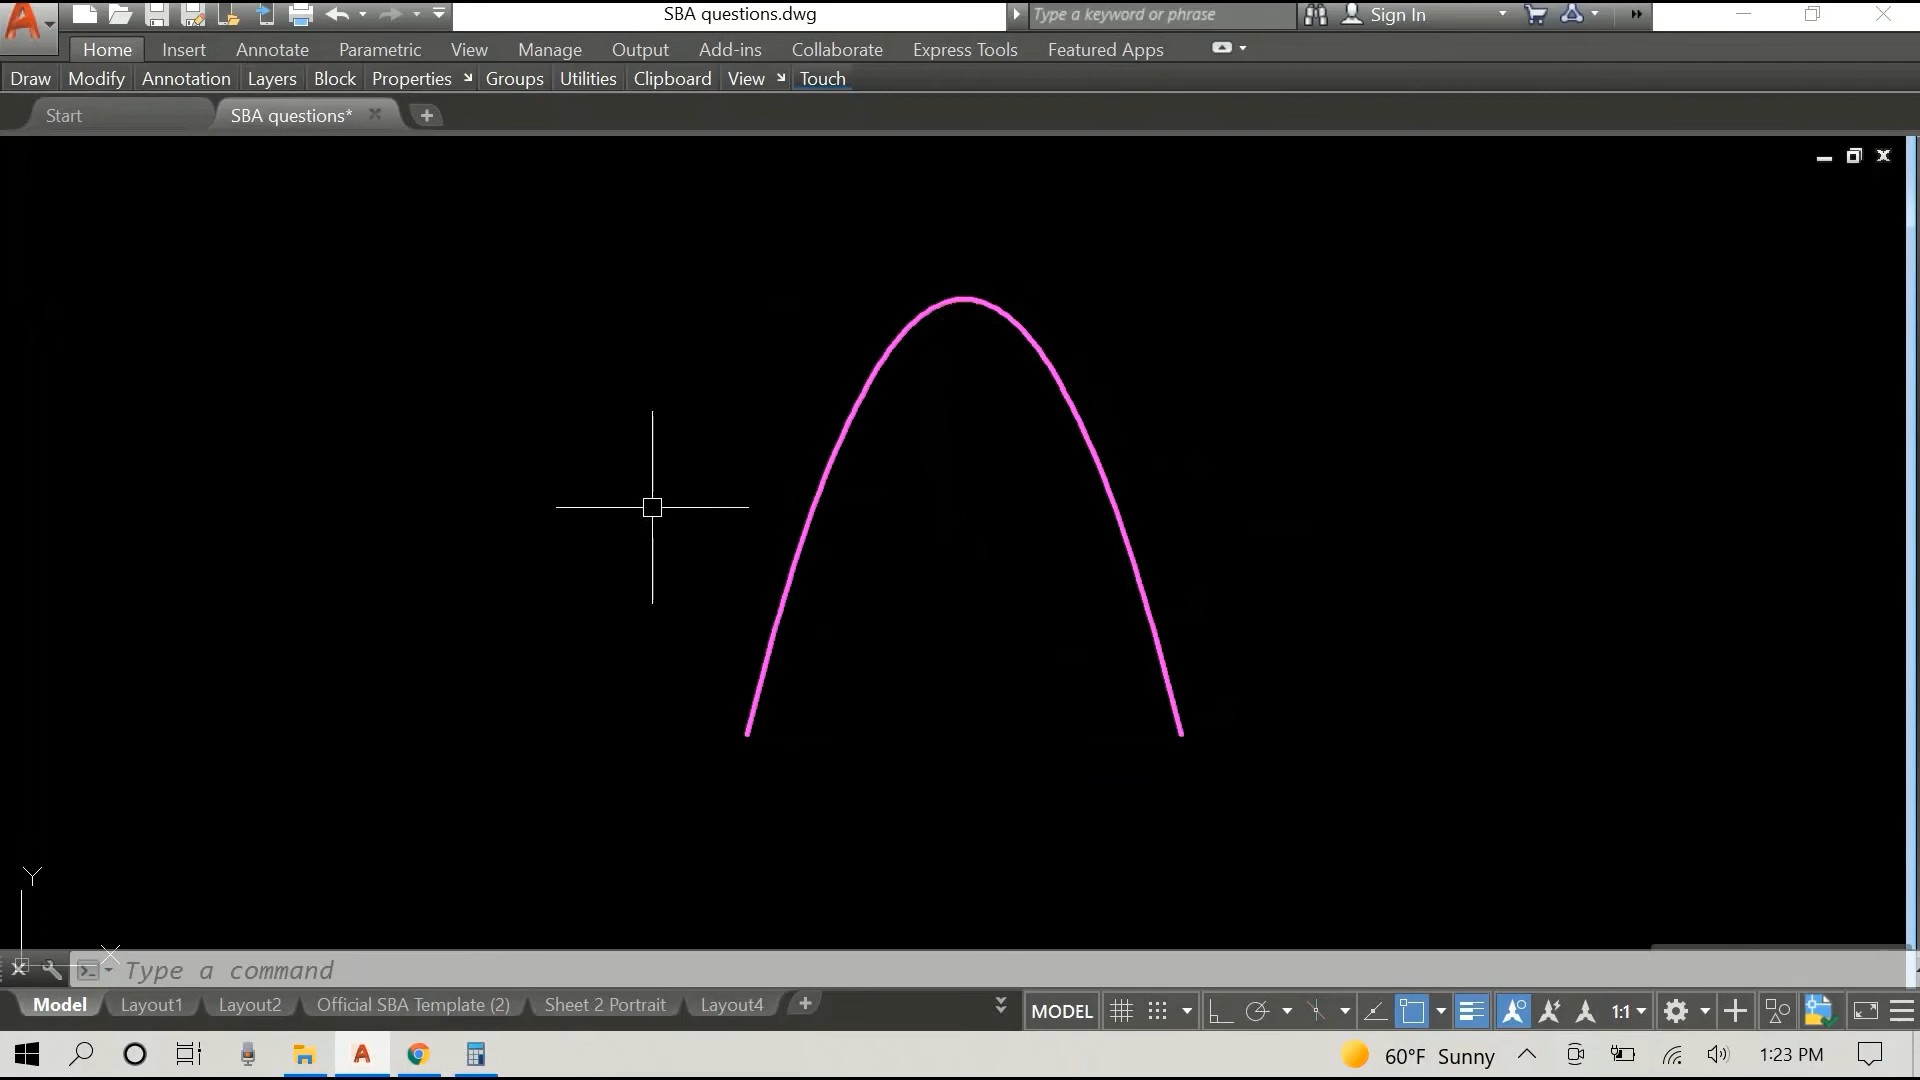 SBA questions.dwg
Type a keyword or phrase
Sign In
Home Insert Annotate Parametric View Manage Output Add-ins Collaborate Express Tools Featured Apps
Draw Modify Annotation Layers Block Properties Groups Utilities Clipboard View Touch
Start SBA questions*
Y
X
Type a command
Model Layout1 Layout2 Official SBA Template (2) Sheet 2 Portrait Layout4
MODEL 1:1
60°F Sunny 1:23 PM